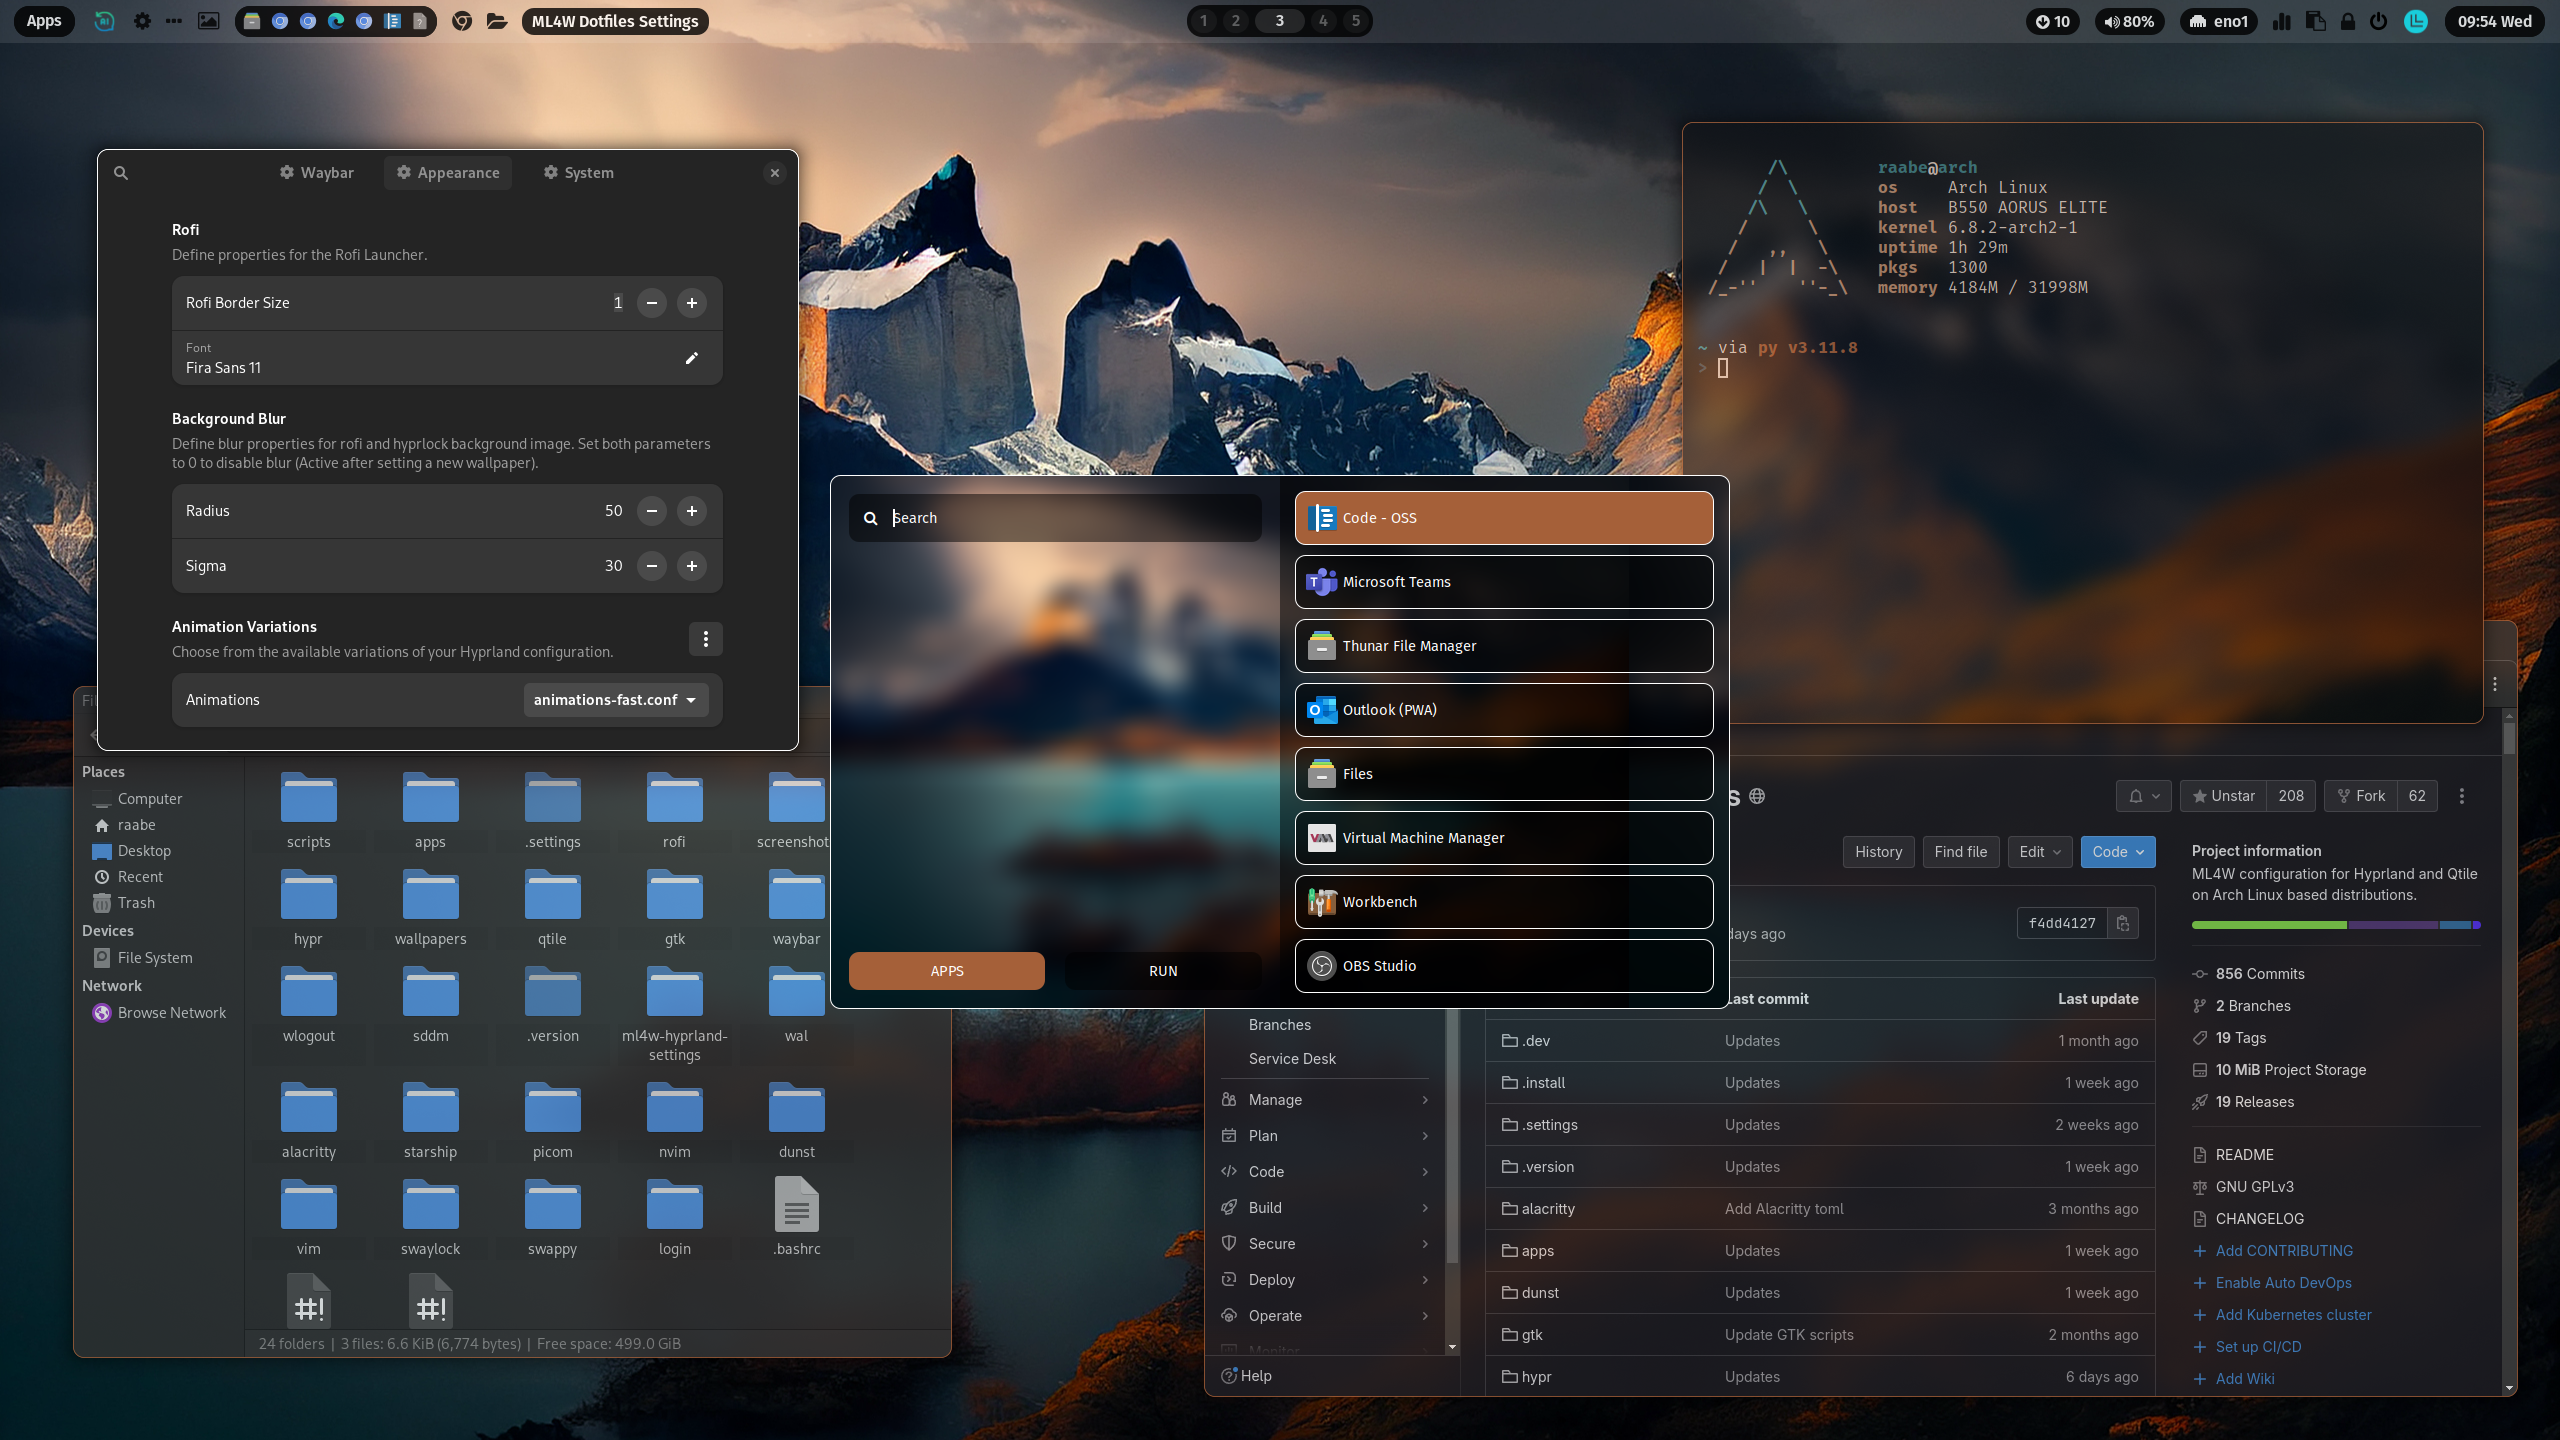 Apps
AI
ML4W Dotfiles Settings
1 2 3 4 5
10
80%
eno1
09:54 Wed
Waybar
Appearance
System
Rofi
Define properties for the Rofi Launcher.
Rofi Border Size 1
Font
Fira Sans 11
Background Blur
Define blur properties for rofi and hyprlock background image. Set both parameters
to 0 to disable blur (Active after setting a new wallpaper).
Radius 50
Sigma 30
Animation Variations
Choose from the available variations of your Hyprland configuration.
Animations animations-fast.conf
raabe@arch
os Arch Linux
host B550 AORUS ELITE
kernel 6.8.2-arch2-1
uptime 1h 29m
pkgs 1300
memory 4184M / 31998M
~ via py v3.11.8
>
Search
APPS
RUN
Code - OSS
Microsoft Teams
Thunar File Manager
Outlook (PWA)
Files
Virtual Machine Manager
Workbench
OBS Studio
Places
Computer
raabe
Desktop
Recent
Trash
Devices
File System
Network
Browse Network
scripts apps .settings rofi screenshot
hypr wallpapers qtile gtk waybar
wlogout sddm .version ml4w-hyprland- wal
settings
alacritty starship picom nvim dunst
vim swaylock swappy login .bashrc
#! #!
24 folders | 3 files: 6.6 KiB (6,774 bytes) | Free space: 499.0 GiB
s
Unstar 208
Fork 62
History
Find file
Edit
Code
days ago
f4dd4127
Last commit Last update
.dev Updates 1 month ago
.install Updates 1 week ago
.settings Updates 2 weeks ago
.version Updates 1 week ago
alacritty Add Alacritty toml 3 months ago
apps Updates 1 week ago
dunst Updates 1 week ago
gtk Update GTK scripts 2 months ago
hypr Updates 6 days ago
Branches
Service Desk
Manage
Plan
Code
Build
Secure
Deploy
Operate
Monitor
Help
Project information
ML4W configuration for Hyprland and Qtile
on Arch Linux based distributions.
856 Commits
2 Branches
19 Tags
10 MiB Project Storage
19 Releases
README
GNU GPLv3
CHANGELOG
Add CONTRIBUTING
Enable Auto DevOps
Add Kubernetes cluster
Set up CI/CD
Add Wiki